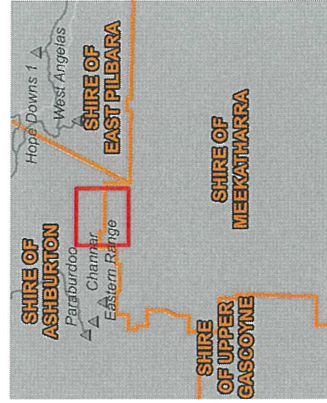 Hope Downs 1
West Angelas
SHIRE OF
ASHBURTON
Paraburdoo
Channar
Eastern Range
SHIRE OF
EAST PILBARA
SHIRE OF
MEEKATHARRA
SHIRE
OF UPPER
GASCOYNE